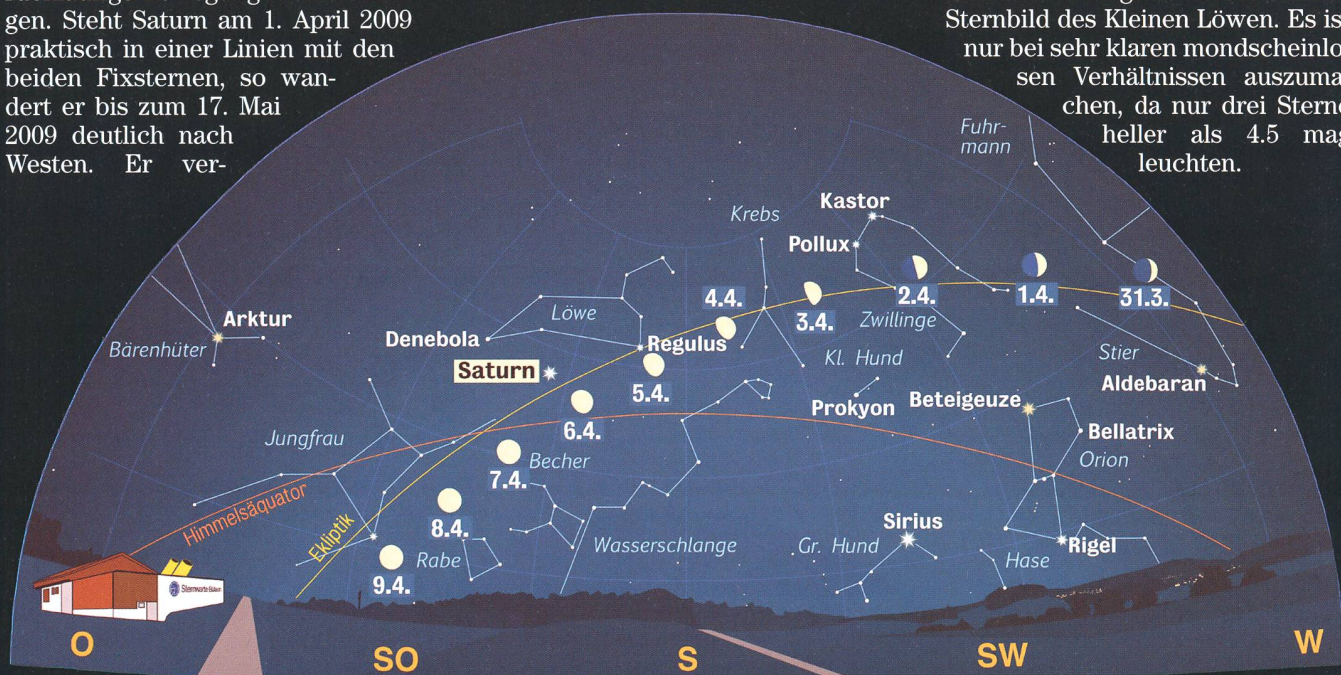 gen. Steht Saturn am 1. April 2009
praktisch in einer Linien mit den
beiden Fixsternen, so wan-
dert er bis zum 17. Mai
2009 deutlich nach
Westen. Er ver-
Sternbild des Kleinen Löwen. Es is
nur bei sehr klaren mondscheinlo-
sen Verhältnissen auszuma-
chen, da nur drei Sterne
heller als 4.5 mag
leuchten.
Fuhr-
mann
Kastor
Krebs
Pollux
4.4.
3.4.
2.4.
1.4.
31.3.
Zwillinge
Arktur
Bärenhüter
Löwe
Denebola
Regulus
Saturn
Kl. Hund
Stier
Aldebaran
5.4.
Prokyon
Beteigeuze
6.4.
Bellatrix
Jungfrau
Orion
7.4.
Becher
Himmelsäquator
Ekliptik
8.4.
Sirius
Rabe
Wasserschlange
Gr. Hund
Rigel
Hase
9.4.
Sternwarte Bülach
O
SO
S
SW
W